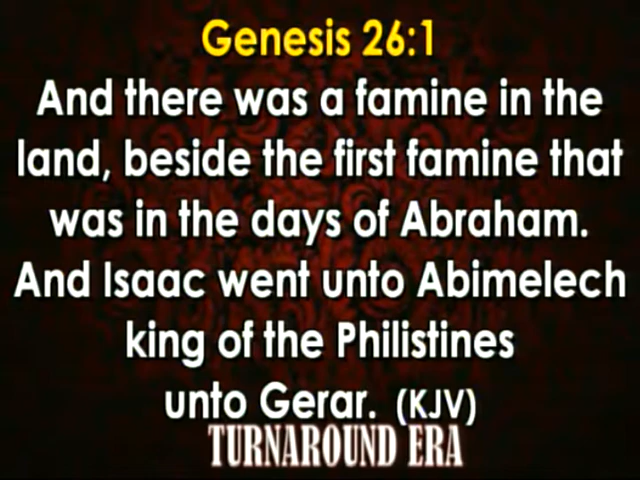 Genesis 26:1
And there was a famine in the
land, beside the first famine that
was in the days of Abraham.
And Isaac went unto Abimelech
king of the Philistines
unto Gerar. (KJV)
TURNAROUND ERA